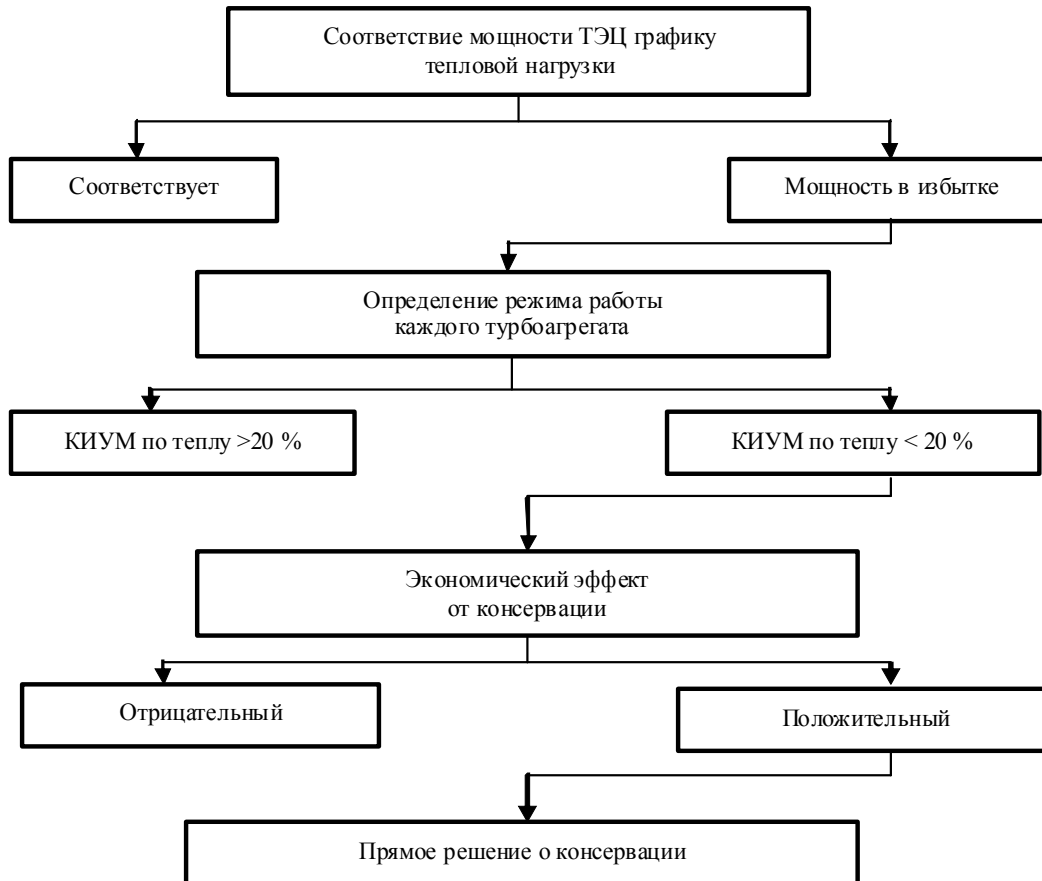 Соответствие мощности ТЭЦ графику
тепловой нагрузки
Соответствует
Мощность в избытке
Определение режима работы
каждого турбоагрегата
КИУМ по теплу >20 %
КИУМ по теплу < 20 %
Экономический эффект
от консервации
Отрицательный
Положительный
Прямое решение о консервации